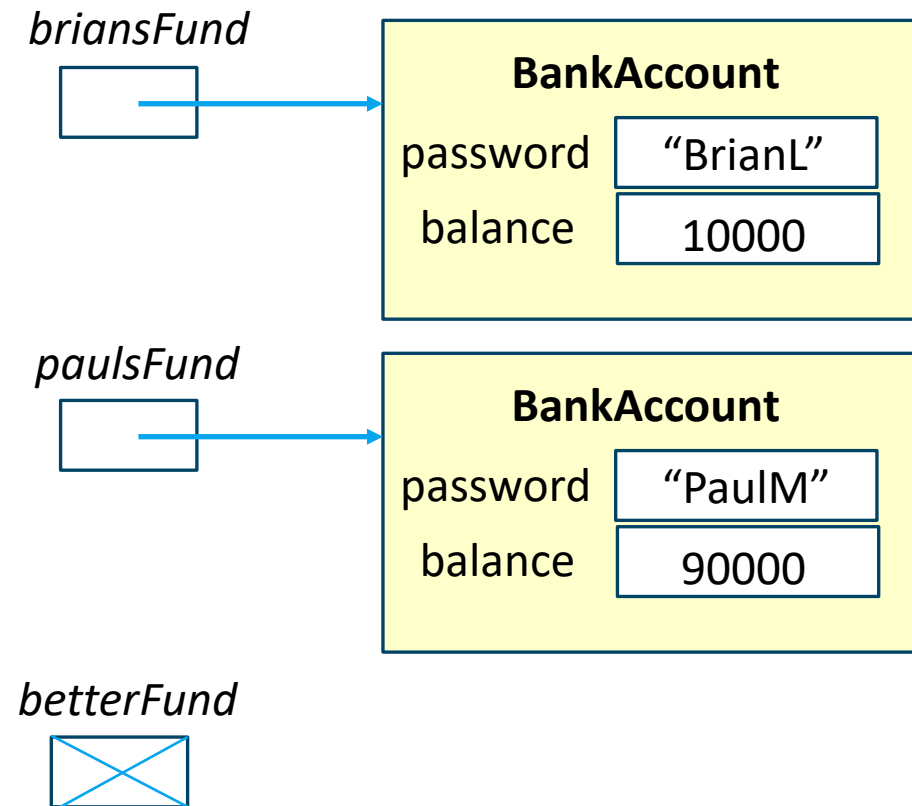 briansFund
BankAccount
password “BrianL”
balance 10000
paulsFund
BankAccount
password “PaulM”
balance 90000
betterFund